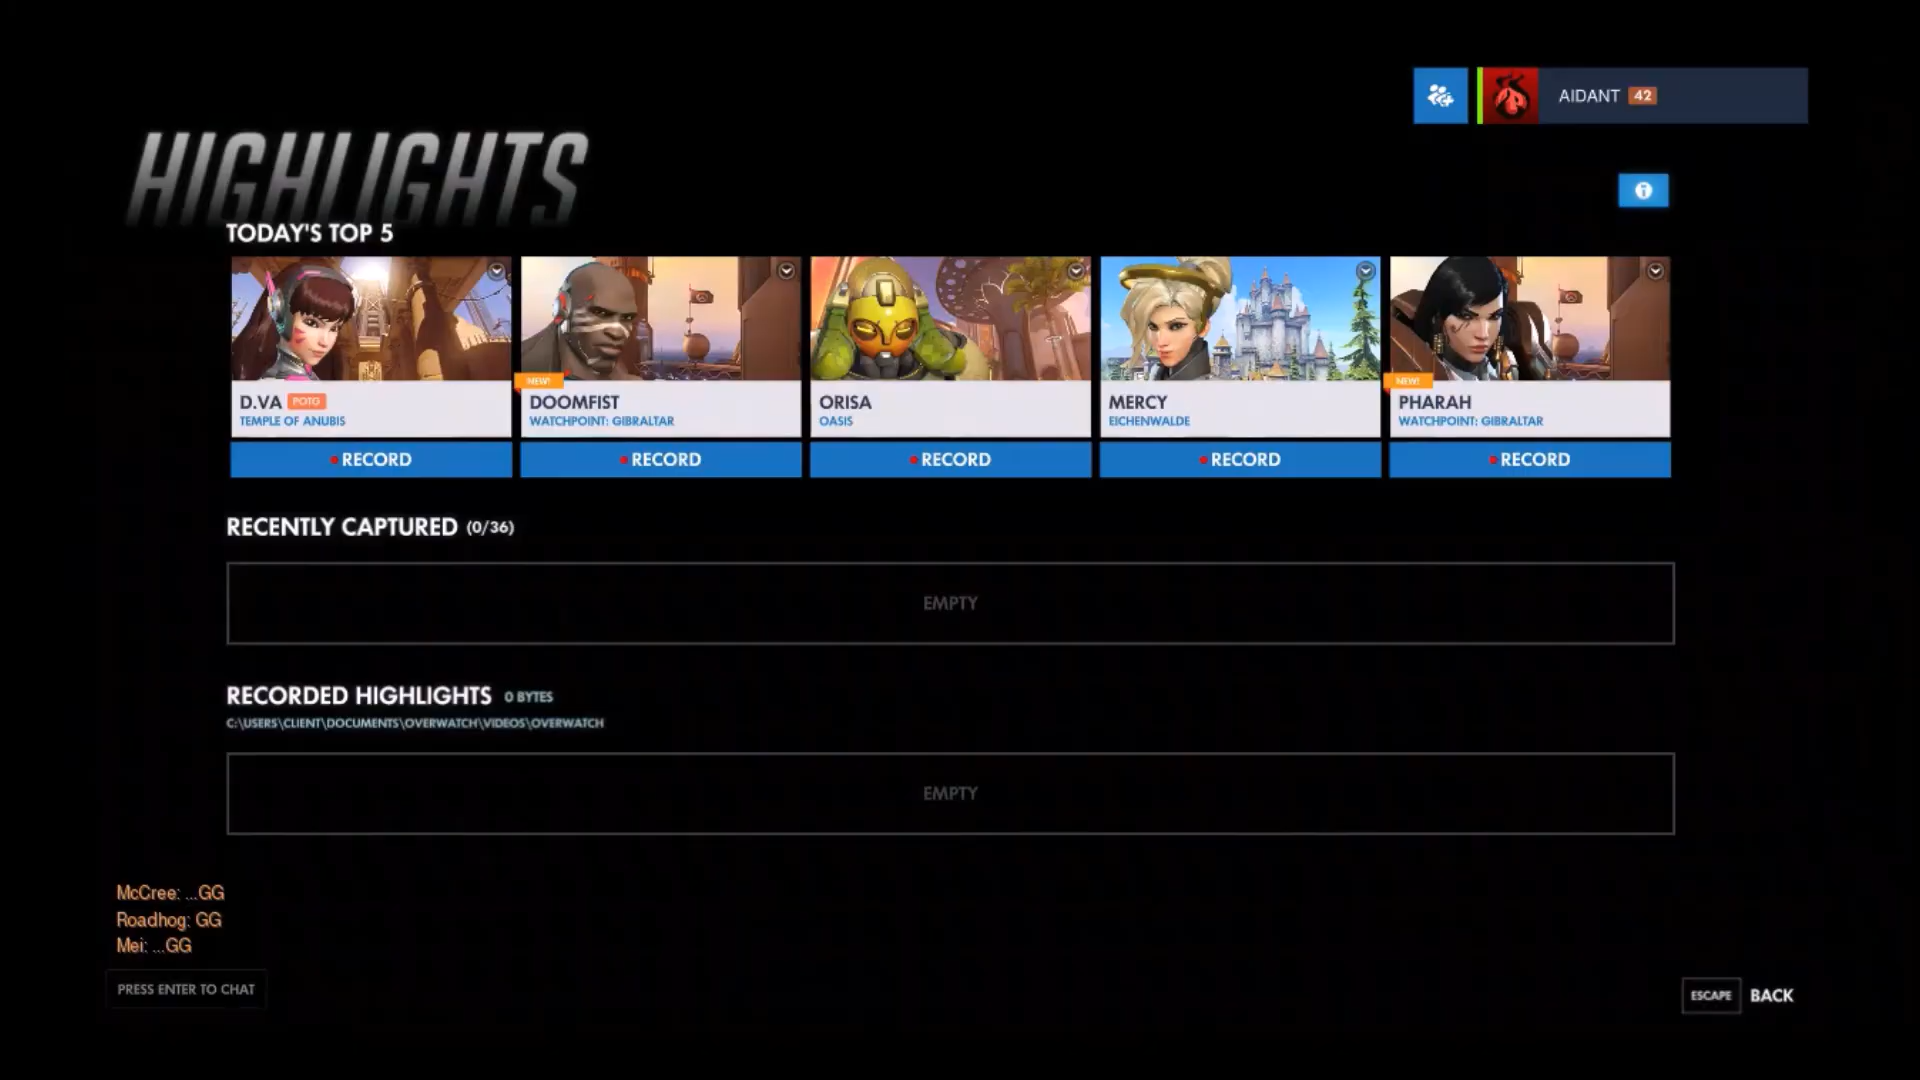 AIDANT 42
HIGHLIGHTS
TODAY'S TOP 5
D.VA POTG
TEMPLE OF ANUBIS
RECORD
NEW!
DOOMFIST
WATCHPOINT: GIBRALTAR
RECORD
ORISA
OASIS
RECORD
MERCY
EICHENWALDE
RECORD
NEW!
PHARAH
WATCHPOINT: GIBRALTAR
RECORD
RECENTLY CAPTURED (0/36)
EMPTY
RECORDED HIGHLIGHTS 0 BYTES
C:\USERS\CLIENT\DOCUMENTS\OVERWATCH\VIDEOS\OVERWATCH
EMPTY
McCree: ...GG
Roadhog: GG
Mei: ...GG
PRESS ENTER TO CHAT
ESCAPE BACK